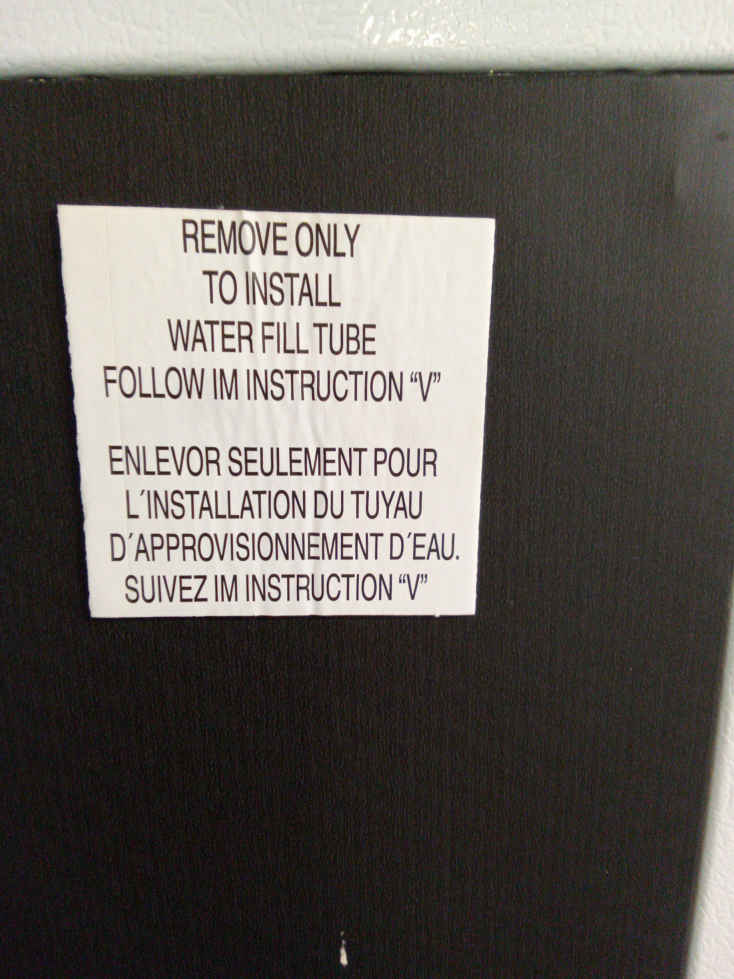 REMOVE ONLY
TO INSTALL
WATER FILL TUBE
FOLLOW IM INSTRUCTION “V”
ENLEVOR SEULEMENT POUR
L´INSTALLATION DU TUYAU
D´APPROVISIONNEMENT D´EAU.
SUIVEZ IM INSTRUCTION “V”